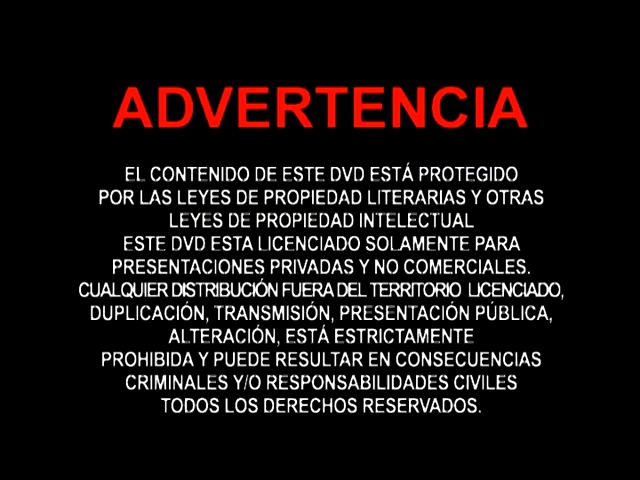 ADVERTENCIA
EL CONTENIDO DE ESTE DVD ESTÁ PROTEGIDO
POR LAS LEYES DE PROPIEDAD LITERARIAS Y OTRAS
LEYES DE PROPIEDAD INTELECTUAL
ESTE DVD ESTA LICENCIADO SOLAMENTE PARA
PRESENTACIONES PRIVADAS Y NO COMERCIALES.
CUALQUIER DISTRIBUCIÓN FUERA DEL TERRITORIO LICENCIADO,
DUPLICACIÓN, TRANSMISIÓN, PRESENTACIÓN PÚBLICA,
ALTERACIÓN, ESTÁ ESTRICTAMENTE
PROHIBIDA Y PUEDE RESULTAR EN CONSECUENCIAS
CRIMINALES Y/O RESPONSABILIDADES CIVILES
TODOS LOS DERECHOS RESERVADOS.